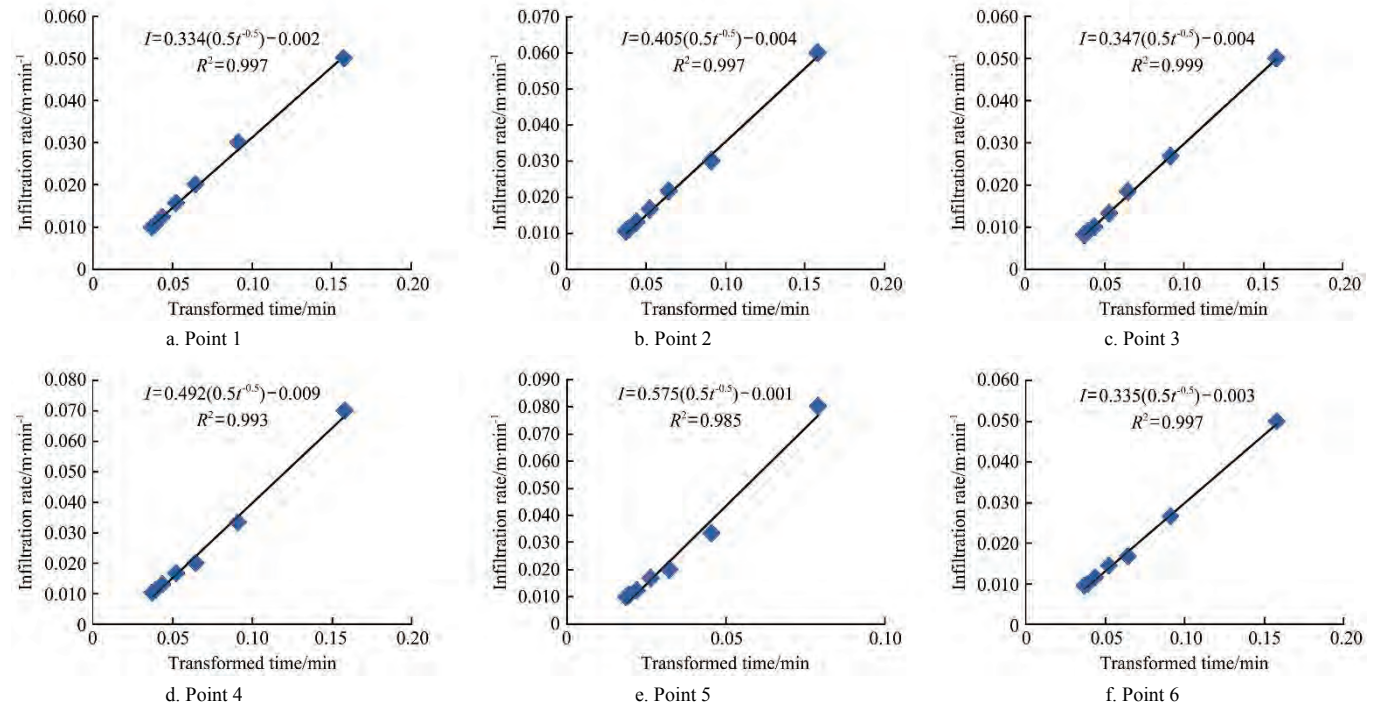 0.060
0.050
0.040
0.030
0.020
0.010
0
0
0.05
0.10
0.15
0.20
Infiltration rate/m·min⁻¹
I=0.334(0.5t⁻⁰·⁵)−0.002
R²=0.997
Transformed time/min
a. Point 1
0.070
0.060
0.050
0.040
0.030
0.020
0.010
0
0
0.05
0.10
0.15
0.20
Infiltration rate/m·min⁻¹
I=0.405(0.5t⁻⁰·⁵)−0.004
R²=0.997
Transformed time/min
b. Point 2
0.060
0.050
0.040
0.030
0.020
0.010
0
0
0.05
0.10
0.15
0.20
Infiltration rate/m·min⁻¹
I=0.347(0.5t⁻⁰·⁵)−0.004
R²=0.999
Transformed time/min
c. Point 3
0.080
0.070
0.060
0.050
0.040
0.030
0.020
0.010
0
0
0.05
0.10
0.15
0.20
Infiltration rate/m·min⁻¹
I=0.492(0.5t⁻⁰·⁵)−0.009
R²=0.993
Transformed time/min
d. Point 4
0.090
0.080
0.070
0.060
0.050
0.040
0.030
0.020
0.010
0
0
0.05
0.10
Infiltration rate/m·min⁻¹
I=0.575(0.5t⁻⁰·⁵)−0.001
R²=0.985
Transformed time/min
e. Point 5
0.060
0.050
0.040
0.030
0.020
0.010
0
0
0.05
0.10
0.15
0.20
Infiltration rate/m·min⁻¹
I=0.335(0.5t⁻⁰·⁵)−0.003
R²=0.997
Transformed time/min
f. Point 6